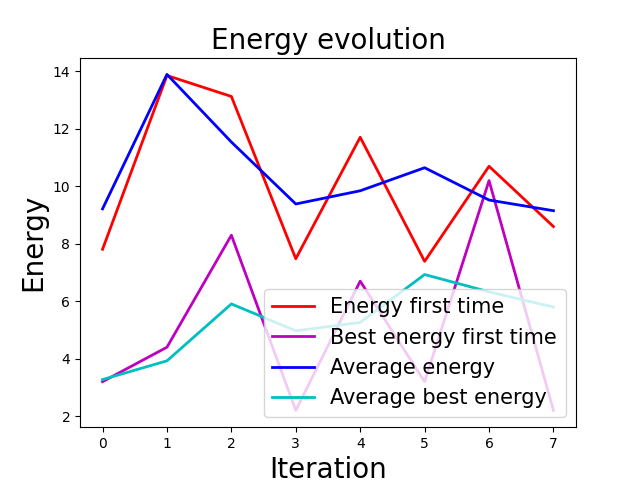 Energy evolution
Energy
14
12
10
8
6
4
2
Energy first time
Best energy first time
Average energy
Average best energy
0 1 2 3 4 5 6 7
Iteration